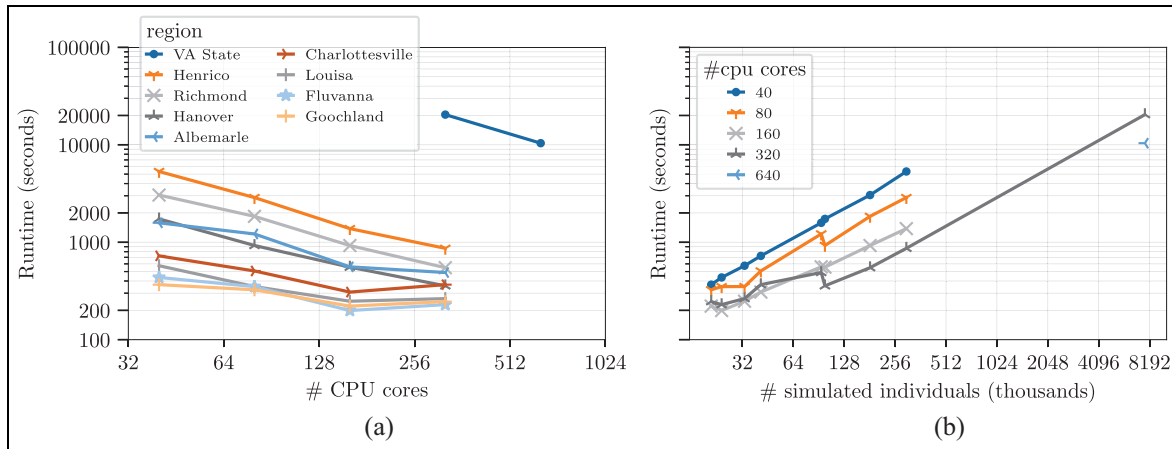 region
VA State
Henrico
Richmond
Hanover
Albemarle
Charlottesville
Louisa
Fluvanna
Goochland
100000
20000
10000
2000
1000
200
100
Runtime (seconds)
32 64 128 256 512 1024
# CPU cores
(a)
#cpu cores
40
80
160
320
640
Runtime (seconds)
32 64 128 256 512 1024 2048 4096 8192
# simulated individuals (thousands)
(b)